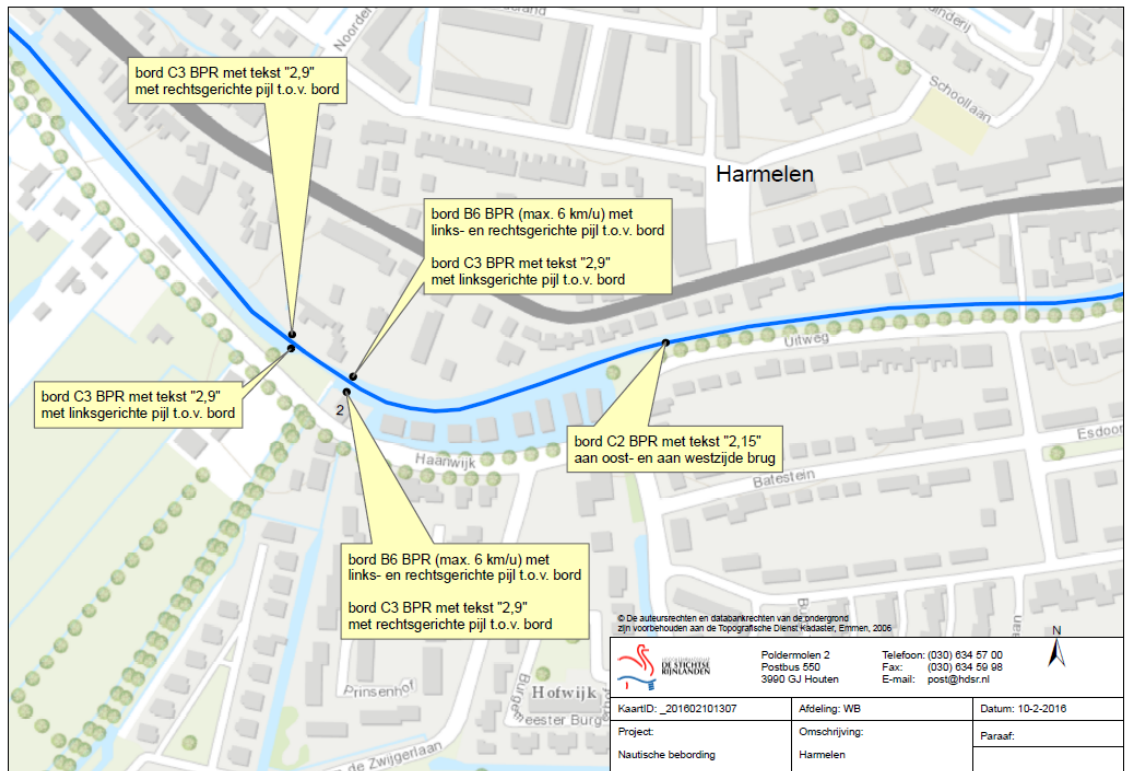 Noorder
Schoollaan
bord C3 BPR met tekst "2,9"
met rechtsgerichte pijl t.o.v. bord
Harmelen
bord B6 BPR (max. 6 km/u) met
links- en rechtsgerichte pijl t.o.v. bord
bord C3 BPR met tekst "2,9"
met linksgerichte pijl t.o.v. bord
Uitweg
bord C3 BPR met tekst "2,9"
met linksgerichte pijl t.o.v. bord
2
bord C2 BPR met tekst "2,15"
aan oost- en aan westzijde brug
Esdoor
Haanwijk
Batestein
bord B6 BPR (max. 6 km/u) met
links- en rechtsgerichte pijl t.o.v. bord
bord C3 BPR met tekst "2,9"
met rechtsgerichte pijl t.o.v. bord
© De auteursrechten en databankrechten van de ondergrond
zijn voorbehouden aan de Topografische Dienst Kadaster, Emmen, 2006
N
DE STICHTSE
RIJNLANDEN
Poldermolen 2
Postbus 550
3990 GJ Houten
Telefoon: (030) 634 57 00
Fax: (030) 634 59 98
E-mail: post@hdsr.nl
Prinsenhof
Hofwijk
meester Burg
de Zwijgerlaan
KaartID: _201602101307
Afdeling: WB
Datum: 10-2-2016
Project:
Nautische bebording
Omschrijving:
Harmelen
Paraaf: